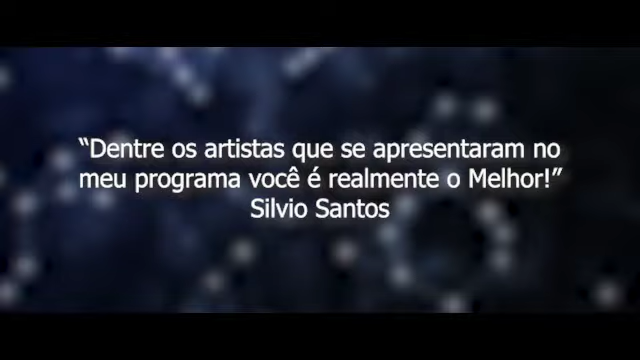 “Dentre os artistas que se apresentaram no
meu programa você é realmente o Melhor!”
Silvio Santos